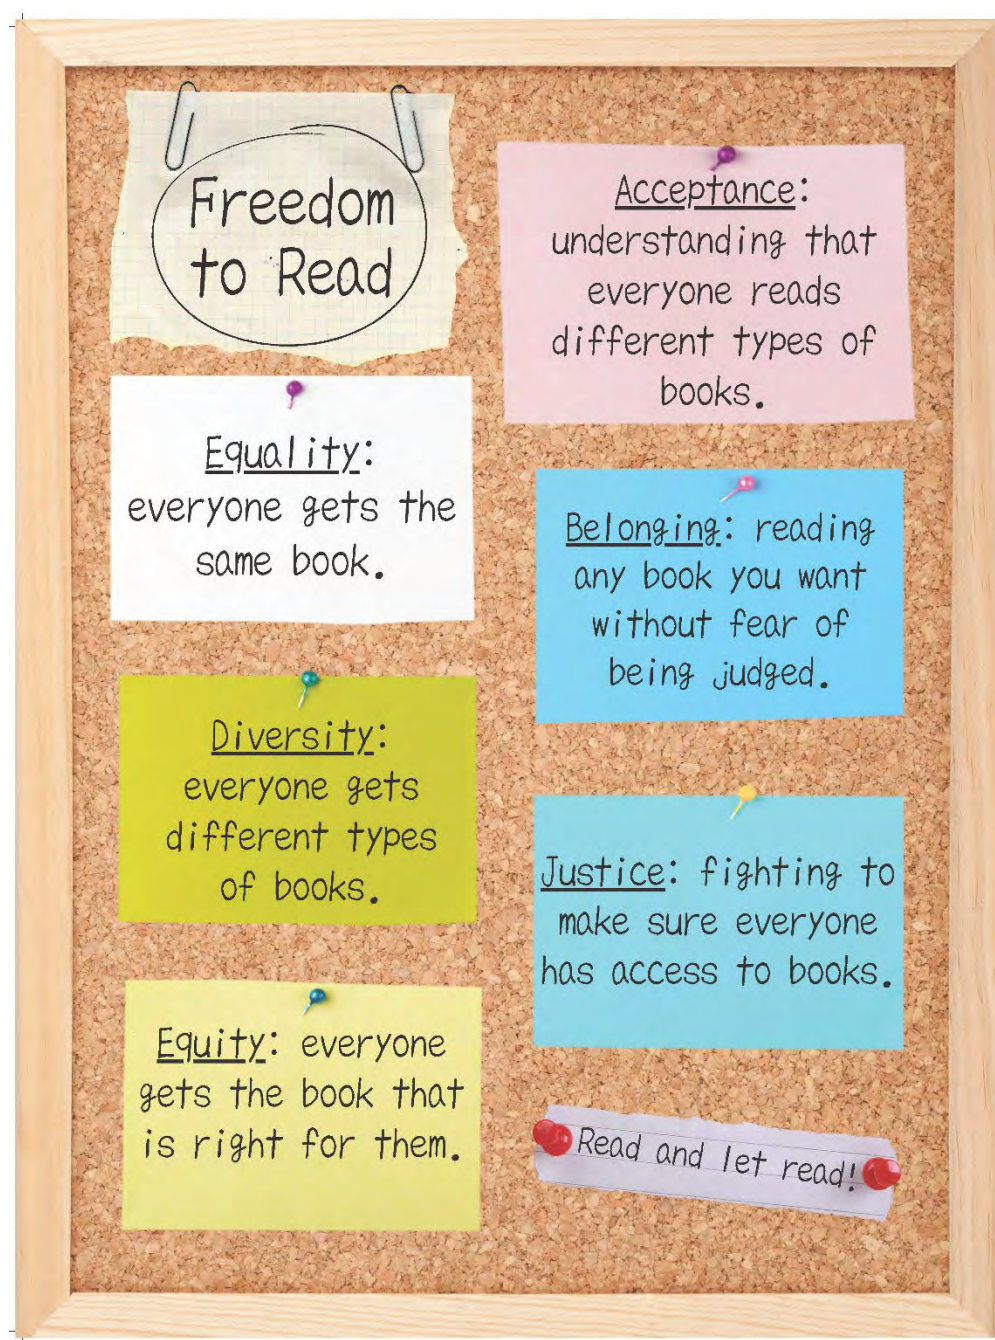 Freedom
to Read
Equality:
everyone gets the
same book.
Diversity:
everyone gets
different types
of books.
Equity: everyone
gets the book that
is right for them.
Acceptance:
understanding that
everyone reads
different types of
books.
Belonging: reading
any book you want
without fear of
being judged.
Justice: fighting to
make sure everyone
has access to books.
Read and let read!